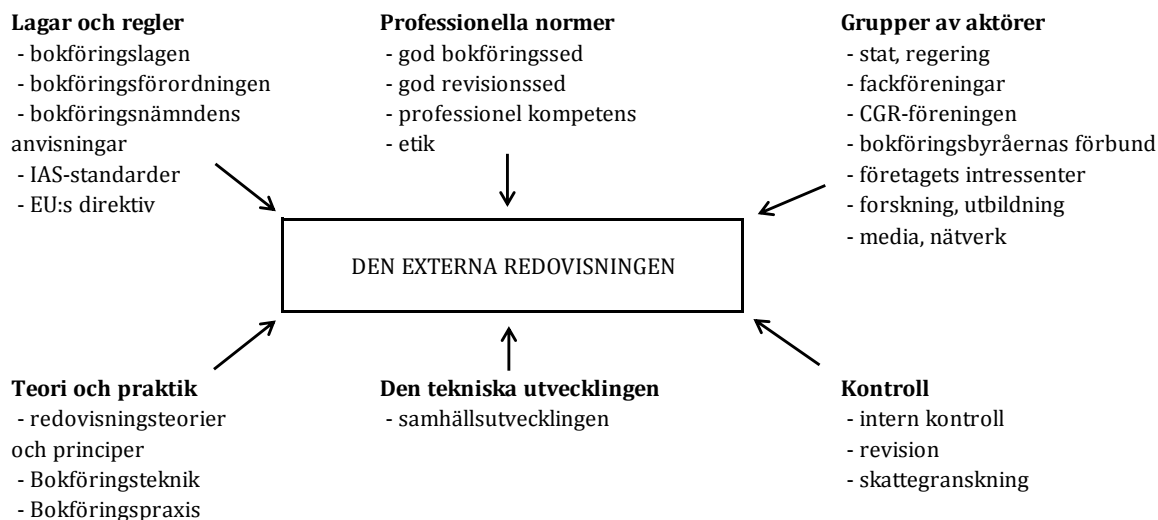 Lagar och regler
- bokföringslagen
- bokföringsförordningen
- bokföringsnämndens
anvisningar
- IAS-standarder
- EU:s direktiv
Professionella normer
- god bokföringssed
- god revisionssed
- professionel kompetens
- etik
Grupper av aktörer
- stat, regering
- fackföreningar
- CGR-föreningen
- bokföringsbyråernas förbund
- företagets intressenter
- forskning, utbildning
- media, nätverk
DEN EXTERNA REDOVISNINGEN
Teori och praktik
- redovisningsteorier
och principer
- Bokföringsteknik
- Bokföringspraxis
Den tekniska utvecklingen
- samhällsutvecklingen
Kontroll
- intern kontroll
- revision
- skattegranskning